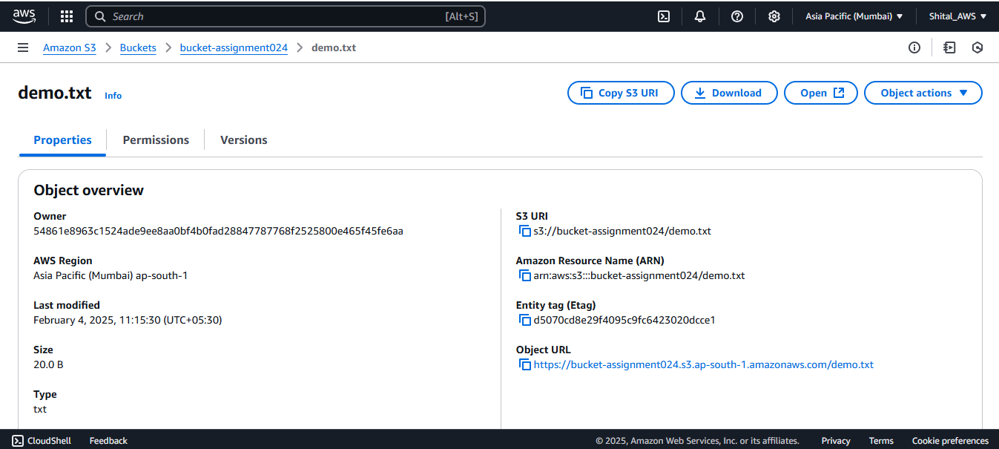 aws
Search [Alt+S] Asia Pacific (Mumbai) Shital_AWS
Amazon S3 Buckets bucket-assignment024 demo.txt
demo.txt Info Copy S3 URI Download Open Object actions
Properties Permissions Versions
Object overview
Owner
54861e8963c1524ade9ee8aa0bf4b0fad28847787768f2525800e465f45fe6aa
AWS Region
Asia Pacific (Mumbai) ap-south-1
Last modified
February 4, 2025, 11:15:30 (UTC+05:30)
Size
20.0 B
Type
txt
S3 URI
s3://bucket-assignment024/demo.txt
Amazon Resource Name (ARN)
arn:aws:s3:::bucket-assignment024/demo.txt
Entity tag (Etag)
d5070cd8e29f4095c9fc6423020dcce1
Object URL
https://bucket-assignment024.s3.ap-south-1.amazonaws.com/demo.txt
CloudShell Feedback © 2025, Amazon Web Services, Inc. or its affiliates. Privacy Terms Cookie preferences